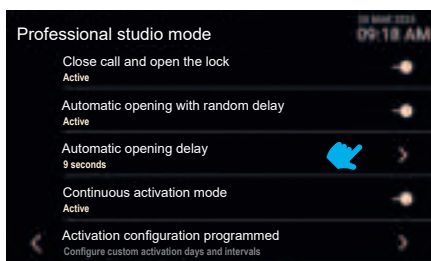 Professional studio mode
09:18 AM
Close call and open the lock
Active
Automatic opening with random delay
Active
Automatic opening delay
9 seconds
Continuous activation mode
Active
Activation configuration programmed
Configure custom activation days and intervals